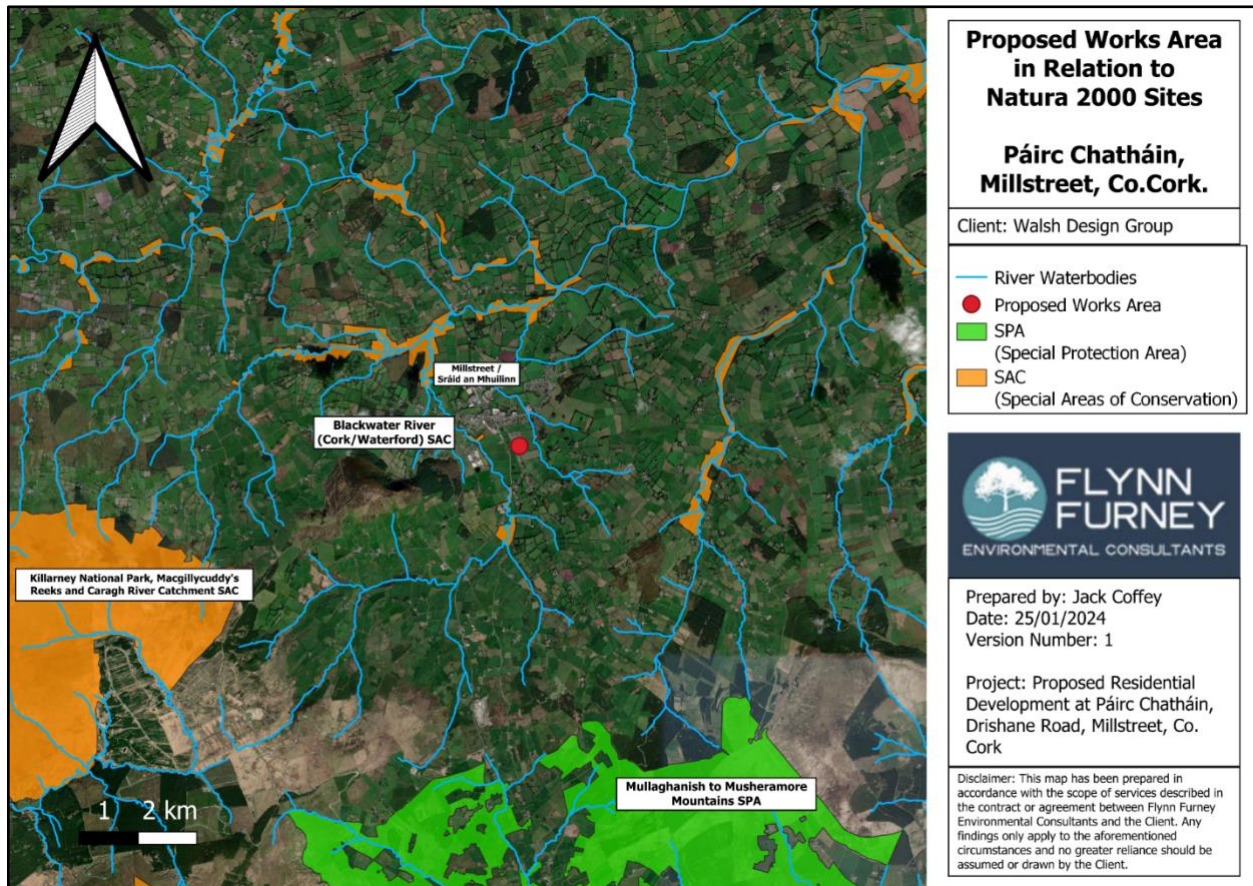 Proposed Works Area
in Relation to
Natura 2000 Sites
Páirc Chatháin,
Millstreet, Co.Cork.
Client: Walsh Design Group
River Waterbodies
Proposed Works Area
SPA
(Special Protection Area)
SAC
(Special Areas of Conservation)
FLYNN
FURNEY
ENVIRONMENTAL CONSULTANTS
Prepared by: Jack Coffey
Date: 25/01/2024
Version Number: 1
Project: Proposed Residential
Development at Páirc Chatháin,
Drishane Road, Millstreet, Co.
Cork
Disclaimer: This map has been prepared in
accordance with the scope of services described in
the contract or agreement between Flynn Furney
Environmental Consultants and the Client. Any
findings only apply to the aforementioned
circumstances and no greater reliance should be
assumed or drawn by the Client.
Millstreet /
Sráid an Mhuilinn
Blackwater River
(Cork/Waterford) SAC
Killarney National Park, Macgillycuddy's
Reeks and Caragh River Catchment SAC
Mullaghanish to Musheramore
Mountains SPA
1 2 km